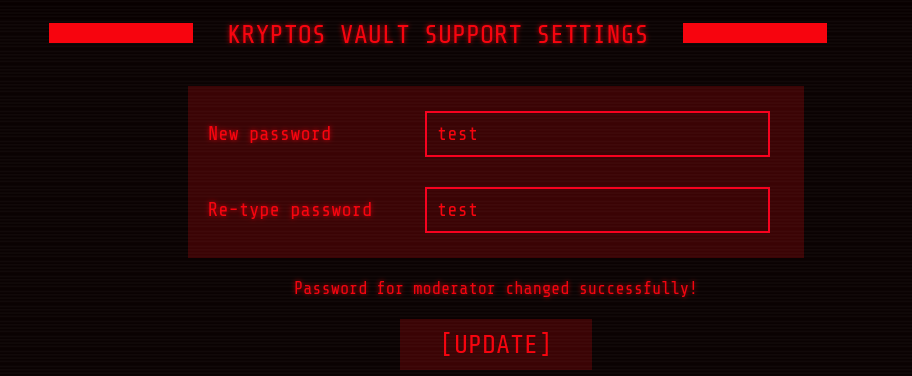 KRYPTOS VAULT SUPPORT SETTINGS
New password test
Re-type password test
Password for moderator changed successfully!
[UPDATE]